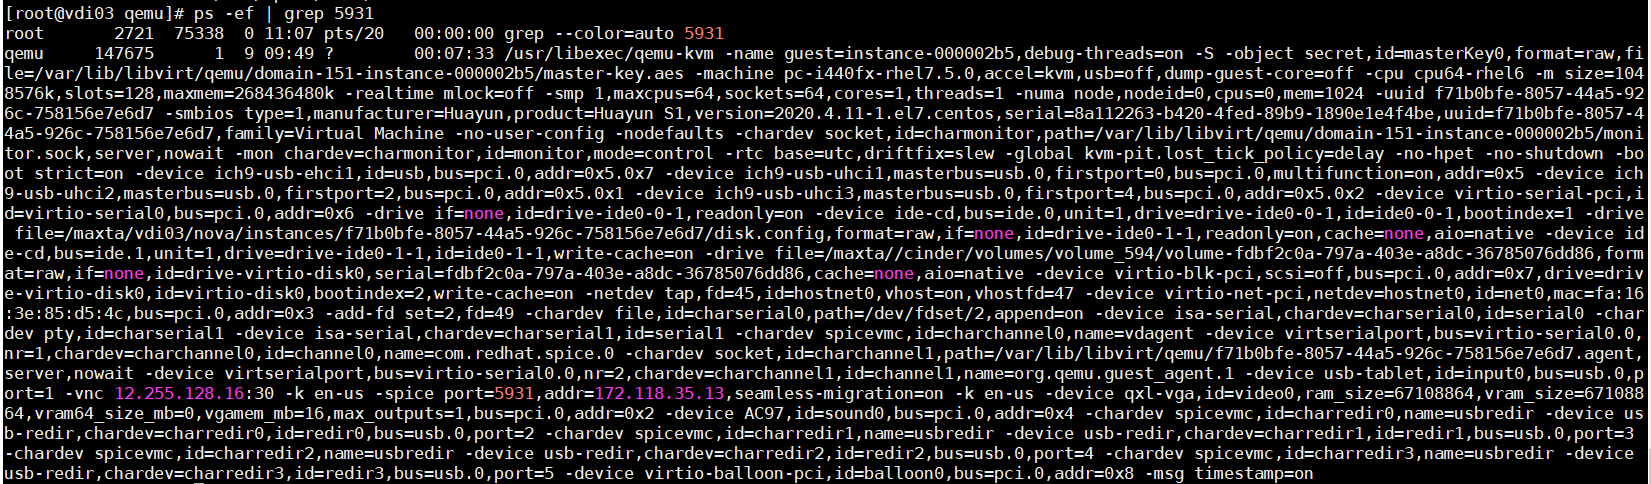 [root@vdi03 qemu]# ps -ef | grep 5931
root       2721  75338  0 11:07 pts/20   00:00:00 grep --color=auto 5931
qemu     147675      1  9 09:49 ?        00:07:33 /usr/libexec/qemu-kvm -name guest=instance-000002b5,debug-threads=on -S -object secret,id=masterKey0,format=raw,fi
le=/var/lib/libvirt/qemu/domain-151-instance-000002b5/master-key.aes -machine pc-i440fx-rhel7.5.0,accel=kvm,usb=off,dump-guest-core=off -cpu cpu64-rhel6 -m size=104
8576k,slots=128,maxmem=268436480k -realtime mlock=off -smp 1,maxcpus=64,sockets=64,cores=1,threads=1 -numa node,nodeid=0,cpus=0,mem=1024 -uuid f71b0bfe-8057-44a5-92
6c-758156e7e6d7 -smbios type=1,manufacturer=Huayun,product=Huayun S1,version=2020.4.11-1.el7.centos,serial=8a112263-b420-4fed-89b9-1890e1e4f4be,uuid=f71b0bfe-8057-4
4a5-926c-758156e7e6d7,family=Virtual Machine -no-user-config -nodefaults -chardev socket,id=charmonitor,path=/var/lib/libvirt/qemu/domain-151-instance-000002b5/moni
tor.sock,server,nowait -mon chardev=charmonitor,id=monitor,mode=control -rtc base=utc,driftfix=slew -global kvm-pit.lost_tick_policy=delay -no-hpet -no-shutdown -bo
ot strict=on -device ich9-usb-ehci1,id=usb,bus=pci.0,addr=0x5.0x7 -device ich9-usb-uhci1,masterbus=usb.0,firstport=0,bus=pci.0,multifunction=on,addr=0x5 -device ich
9-usb-uhci2,masterbus=usb.0,firstport=2,bus=pci.0,addr=0x5.0x1 -device ich9-usb-uhci3,masterbus=usb.0,firstport=4,bus=pci.0,addr=0x5.0x2 -device virtio-serial-pci,i
d=virtio-serial0,bus=pci.0,addr=0x6 -drive if=none,id=drive-ide0-0-1,readonly=on -device ide-cd,bus=ide.0,unit=1,drive=drive-ide0-0-1,id=ide0-0-1,bootindex=1 -drive
 file=/maxta/vdi03/nova/instances/f71b0bfe-8057-44a5-926c-758156e7e6d7/disk.config,format=raw,if=none,id=drive-ide0-1-1,readonly=on,cache=none,aio=native -device id
e-cd,bus=ide.1,unit=1,drive=drive-ide0-1-1,id=ide0-1-1,write-cache=on -drive file=/maxta//cinder/volumes/volume_594/volume-fdbf2c0a-797a-403e-a8dc-36785076dd86,form
at=raw,if=none,id=drive-virtio-disk0,serial=fdbf2c0a-797a-403e-a8dc-36785076dd86,cache=none,aio=native -device virtio-blk-pci,scsi=off,bus=pci.0,addr=0x7,drive=driv
e-virtio-disk0,id=virtio-disk0,bootindex=2,write-cache=on -netdev tap,fd=45,id=hostnet0,vhost=on,vhostfd=47 -device virtio-net-pci,netdev=hostnet0,id=net0,mac=fa:16
:3e:85:d5:4c,bus=pci.0,addr=0x3 -add-fd set=2,fd=49 -chardev file,id=charserial0,path=/dev/fdset/2,append=on -device isa-serial,chardev=charserial0,id=serial0 -char
dev pty,id=charserial1 -device isa-serial,chardev=charserial1,id=serial1 -chardev spicevmc,id=charchannel0,name=vdagent -device virtserialport,bus=virtio-serial0.0,
nr=1,chardev=charchannel0,id=channel0,name=com.redhat.spice.0 -chardev socket,id=charchannel1,path=/var/lib/libvirt/qemu/f71b0bfe-8057-44a5-926c-758156e7e6d7.agent,
server,nowait -device virtserialport,bus=virtio-serial0.0,nr=2,chardev=charchannel1,id=channel1,name=org.qemu.guest_agent.1 -device usb-tablet,id=input0,bus=usb.0,p
ort=1 -vnc 12.255.128.16:30 -k en-us -spice port=5931,addr=172.118.35.13,seamless-migration=on -k en-us -device qxl-vga,id=video0,ram_size=67108864,vram_size=671088
64,vram64_size_mb=0,vgamem_mb=16,max_outputs=1,bus=pci.0,addr=0x2 -device AC97,id=sound0,bus=pci.0,addr=0x4 -chardev spicevmc,id=charredir0,name=usbredir -device us
b-redir,chardev=charredir0,id=redir0,bus=usb.0,port=2 -chardev spicevmc,id=charredir1,name=usbredir -device usb-redir,chardev=charredir1,id=redir1,bus=usb.0,port=3
-chardev spicevmc,id=charredir2,name=usbredir -device usb-redir,chardev=charredir2,id=redir2,bus=usb.0,port=4 -chardev spicevmc,id=charredir3,name=usbredir -device
usb-redir,chardev=charredir3,id=redir3,bus=usb.0,port=5 -device virtio-balloon-pci,id=balloon0,bus=pci.0,addr=0x8 -msg timestamp=on